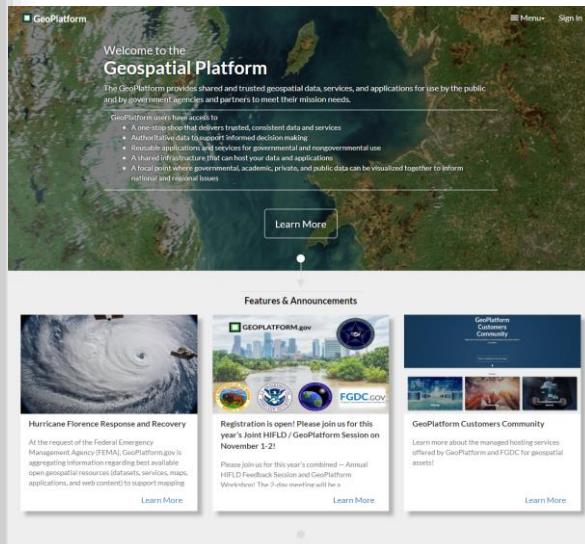 GeoPlatform
Menu
Sign In
Welcome to the
Geospatial Platform
The GeoPlatform provides shared and trusted geospatial data, services, and applications for use by the public
and by government agencies and partners to meet their mission needs.
GeoPlatform users have access to
A one-stop shop that delivers trusted, consistent data and services
Authoritative data to support informed decision making
Reusable applications and services for governmental and nongovernmental use
A shared infrastructure that can host your data and applications
A focal point where governmental, academic, private, and public data can be visualized together to inform
national and regional issues
Learn More
Features & Announcements
GEOPLATFORM.gov
FGDC.gov
GeoPlatform
Customers
Community
Hurricane Florence Response and Recovery
At the request of the Federal Emergency
Management Agency (FEMA), GeoPlatform.gov is
aggregating information regarding best available
open geospatial resources (datasets, services, maps,
applications, and web content) to support mapping
Learn More
Registration is open! Please join us for this
year's Joint HIFLD / GeoPlatform Session on
November 1-2!
Please join us for this year's combined — Annual
HIFLD Feedback Session and GeoPlatform
Workshop! The 2-day meeting will be a
Learn More
GeoPlatform Customers Community
Learn more about the managed hosting services
offered by GeoPlatform and FGDC for geospatial
assets!
Learn More